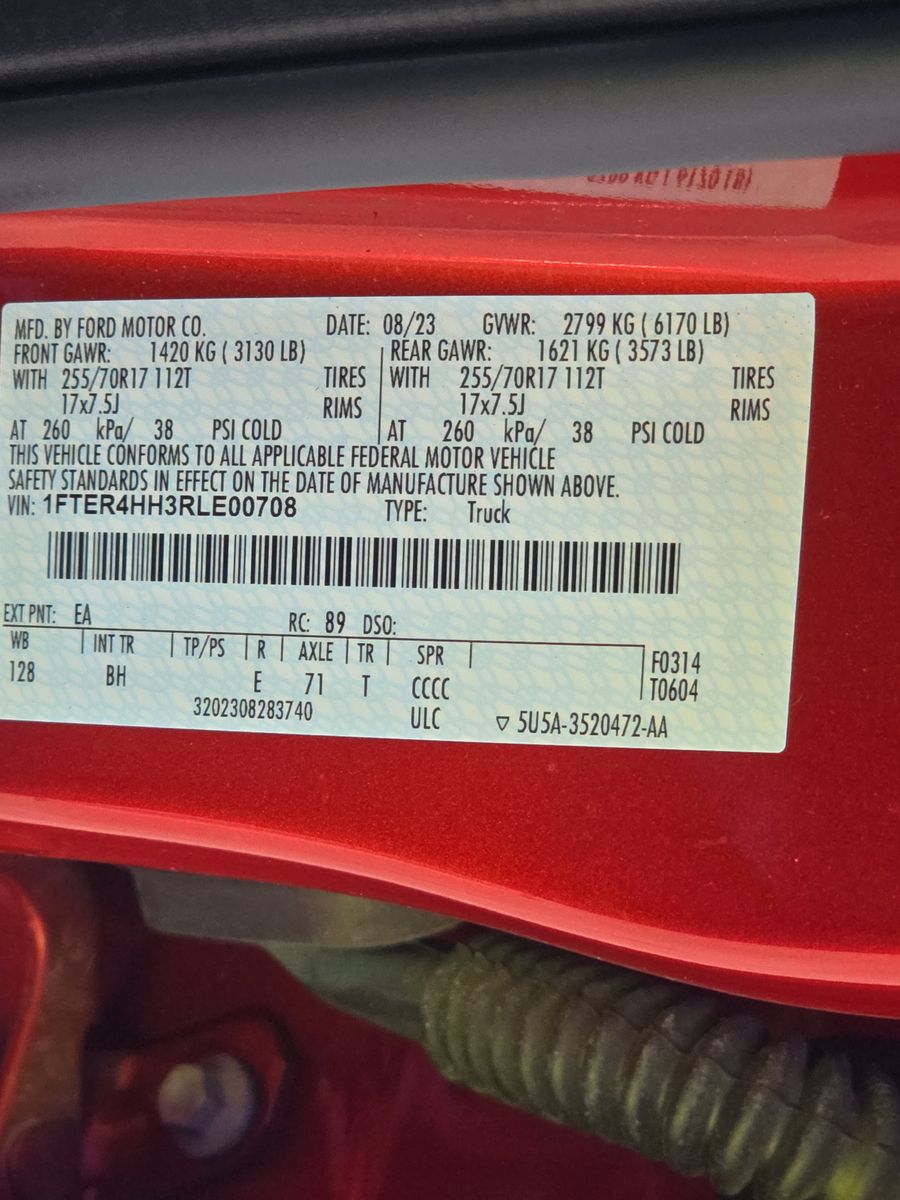 MFD. BY FORD MOTOR CO. DATE: 08/23 GVWR: 2799 KG ( 6170 LB)
FRONT GAWR: 1420 KG ( 3130 LB) REAR GAWR: 1621 KG ( 3573 LB)
WITH 255/70R17 112T TIRES WITH 255/70R17 112T TIRES
17x7.5J RIMS 17x7.5J RIMS
AT 260 kPa/ 38 PSI COLD AT 260 kPa/ 38 PSI COLD
THIS VEHICLE CONFORMS TO ALL APPLICABLE FEDERAL MOTOR VEHICLE
SAFETY STANDARDS IN EFFECT ON THE DATE OF MANUFACTURE SHOWN ABOVE.
VIN: 1FTER4HH3RLE00708 TYPE: Truck
EXT PNT: EA RC: 89 DSO:
WB INT TR TP/PS R AXLE TR SPR F0314
128 BH E 71 T CCCC T0604
3202308283740 ULC ▽ 5U5A-3520472-AA